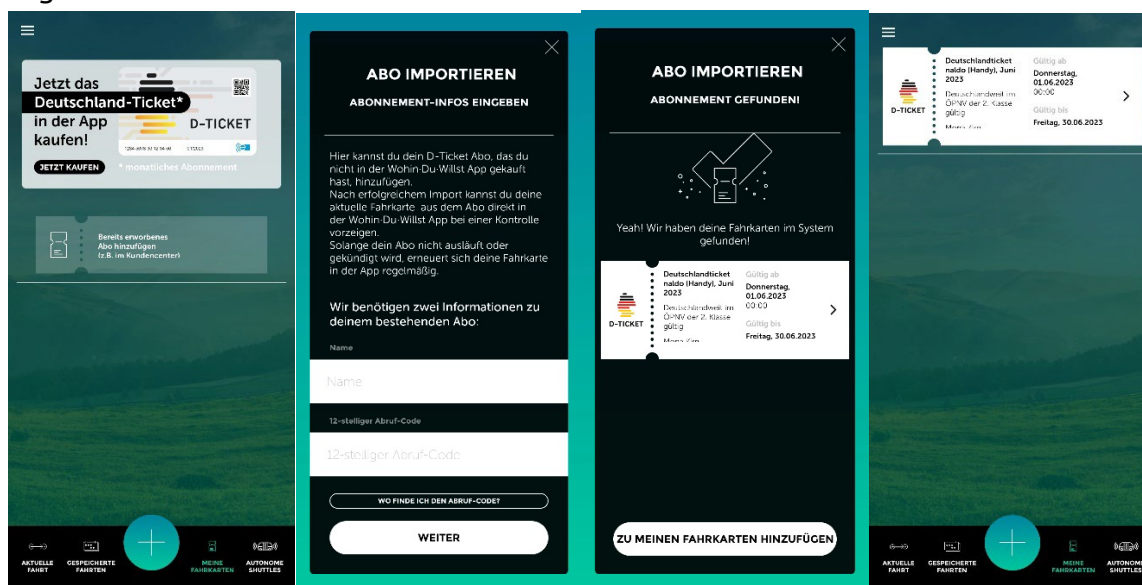 Jetzt das
Deutschland-Ticket*
in der App
kaufen!
D-TICKET
JETZT KAUFEN
* monatliches Abonnement
Bereits erworbenes
Abo hinzufügen
(z.B. im Kundencenter)
AKTUELLE
FAHRT
GESPEICHERTE
FAHRTEN
MEINE
FAHRKARTEN
AUTONOME
SHUTTLES
ABO IMPORTIEREN
ABONNEMENT-INFOS EINGEBEN
Hier kannst du dein D-Ticket Abo, das du
nicht in der Wohin-Du-Willst App gekauft
hast, hinzufügen.
Nach erfolgreichem Import kannst du deine
aktuelle Fahrkarte aus dem Abo direkt in
der Wohin-Du-Willst App bei einer Kontrolle
vorzeigen.
Solange dein Abo nicht ausläuft oder
gekündigt wird, erneuert sich deine Fahrkarte
in der App regelmäßig.
Wir benötigen zwei Informationen zu
deinem bestehenden Abo:
Name
Name
12-stelliger Abruf-Code
12-stelliger Abruf-Code
WO FINDE ICH DEN ABRUF-CODE?
WEITER
ABO IMPORTIEREN
ABONNEMENT GEFUNDEN!
Yeah! Wir haben deine Fahrkarten im System
gefunden!
D-TICKET
Deutschlandticket
naldo (Handy), Juni
2023
Deutschlandweit im
ÖPNV der 2. Klasse
gültig
Gültig ab
Donnerstag,
01.06.2023
00:00
Gültig bis
Freitag, 30.06.2023
ZU MEINEN FAHRKARTEN HINZUFÜGEN
D-TICKET
Deutschlandticket
naldo (Handy), Juni
2023
Deutschlandweit im
ÖPNV der 2. Klasse
gültig
Gültig ab
Donnerstag,
01.06.2023
00:00
Gültig bis
Freitag, 30.06.2023
AKTUELLE
FAHRT
GESPEICHERTE
FAHRTEN
MEINE
FAHRKARTEN
AUTONOME
SHUTTLES